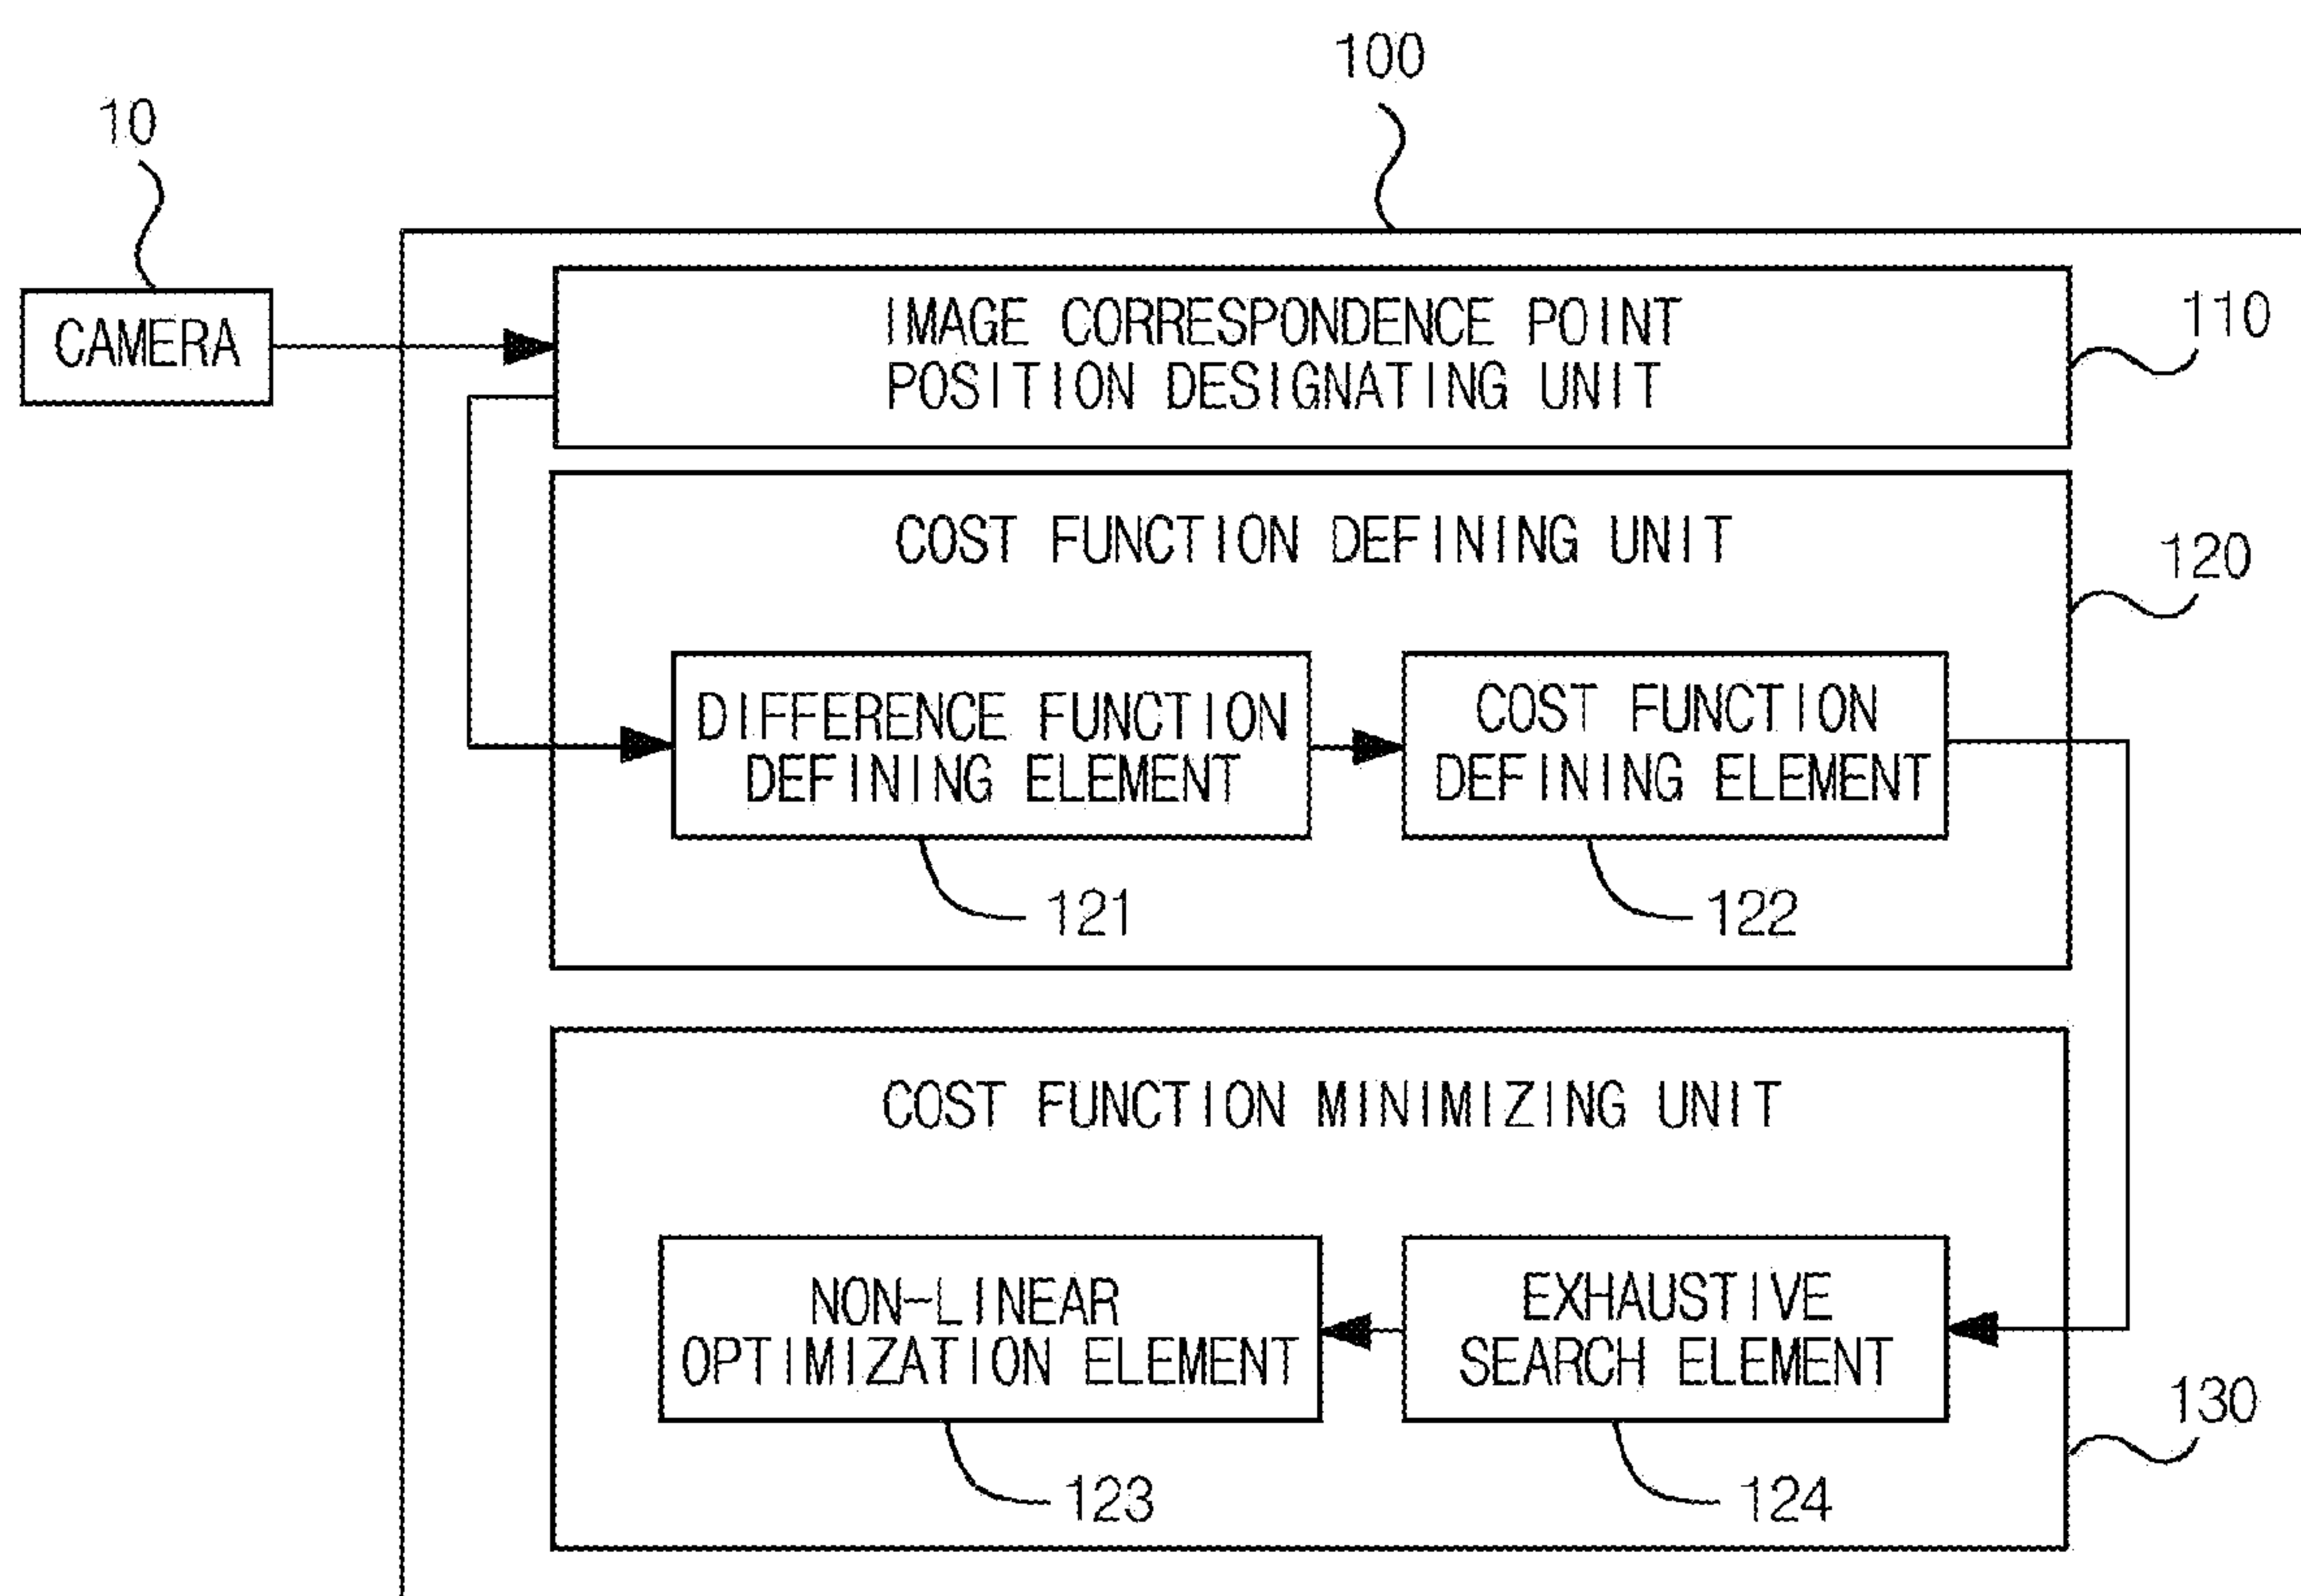 100
10
CAMERA
IMAGE CORRESPONDENCE POINT
POSITION DESIGNATING UNIT
110
COST FUNCTION DEFINING UNIT
120
DIFFERENCE FUNCTION
DEFINING ELEMENT
COST FUNCTION
DEFINING ELEMENT
121
122
COST FUNCTION MINIMIZING UNIT
NON-LINEAR
OPTIMIZATION ELEMENT
EXHAUSTIVE
SEARCH ELEMENT
130
123
124